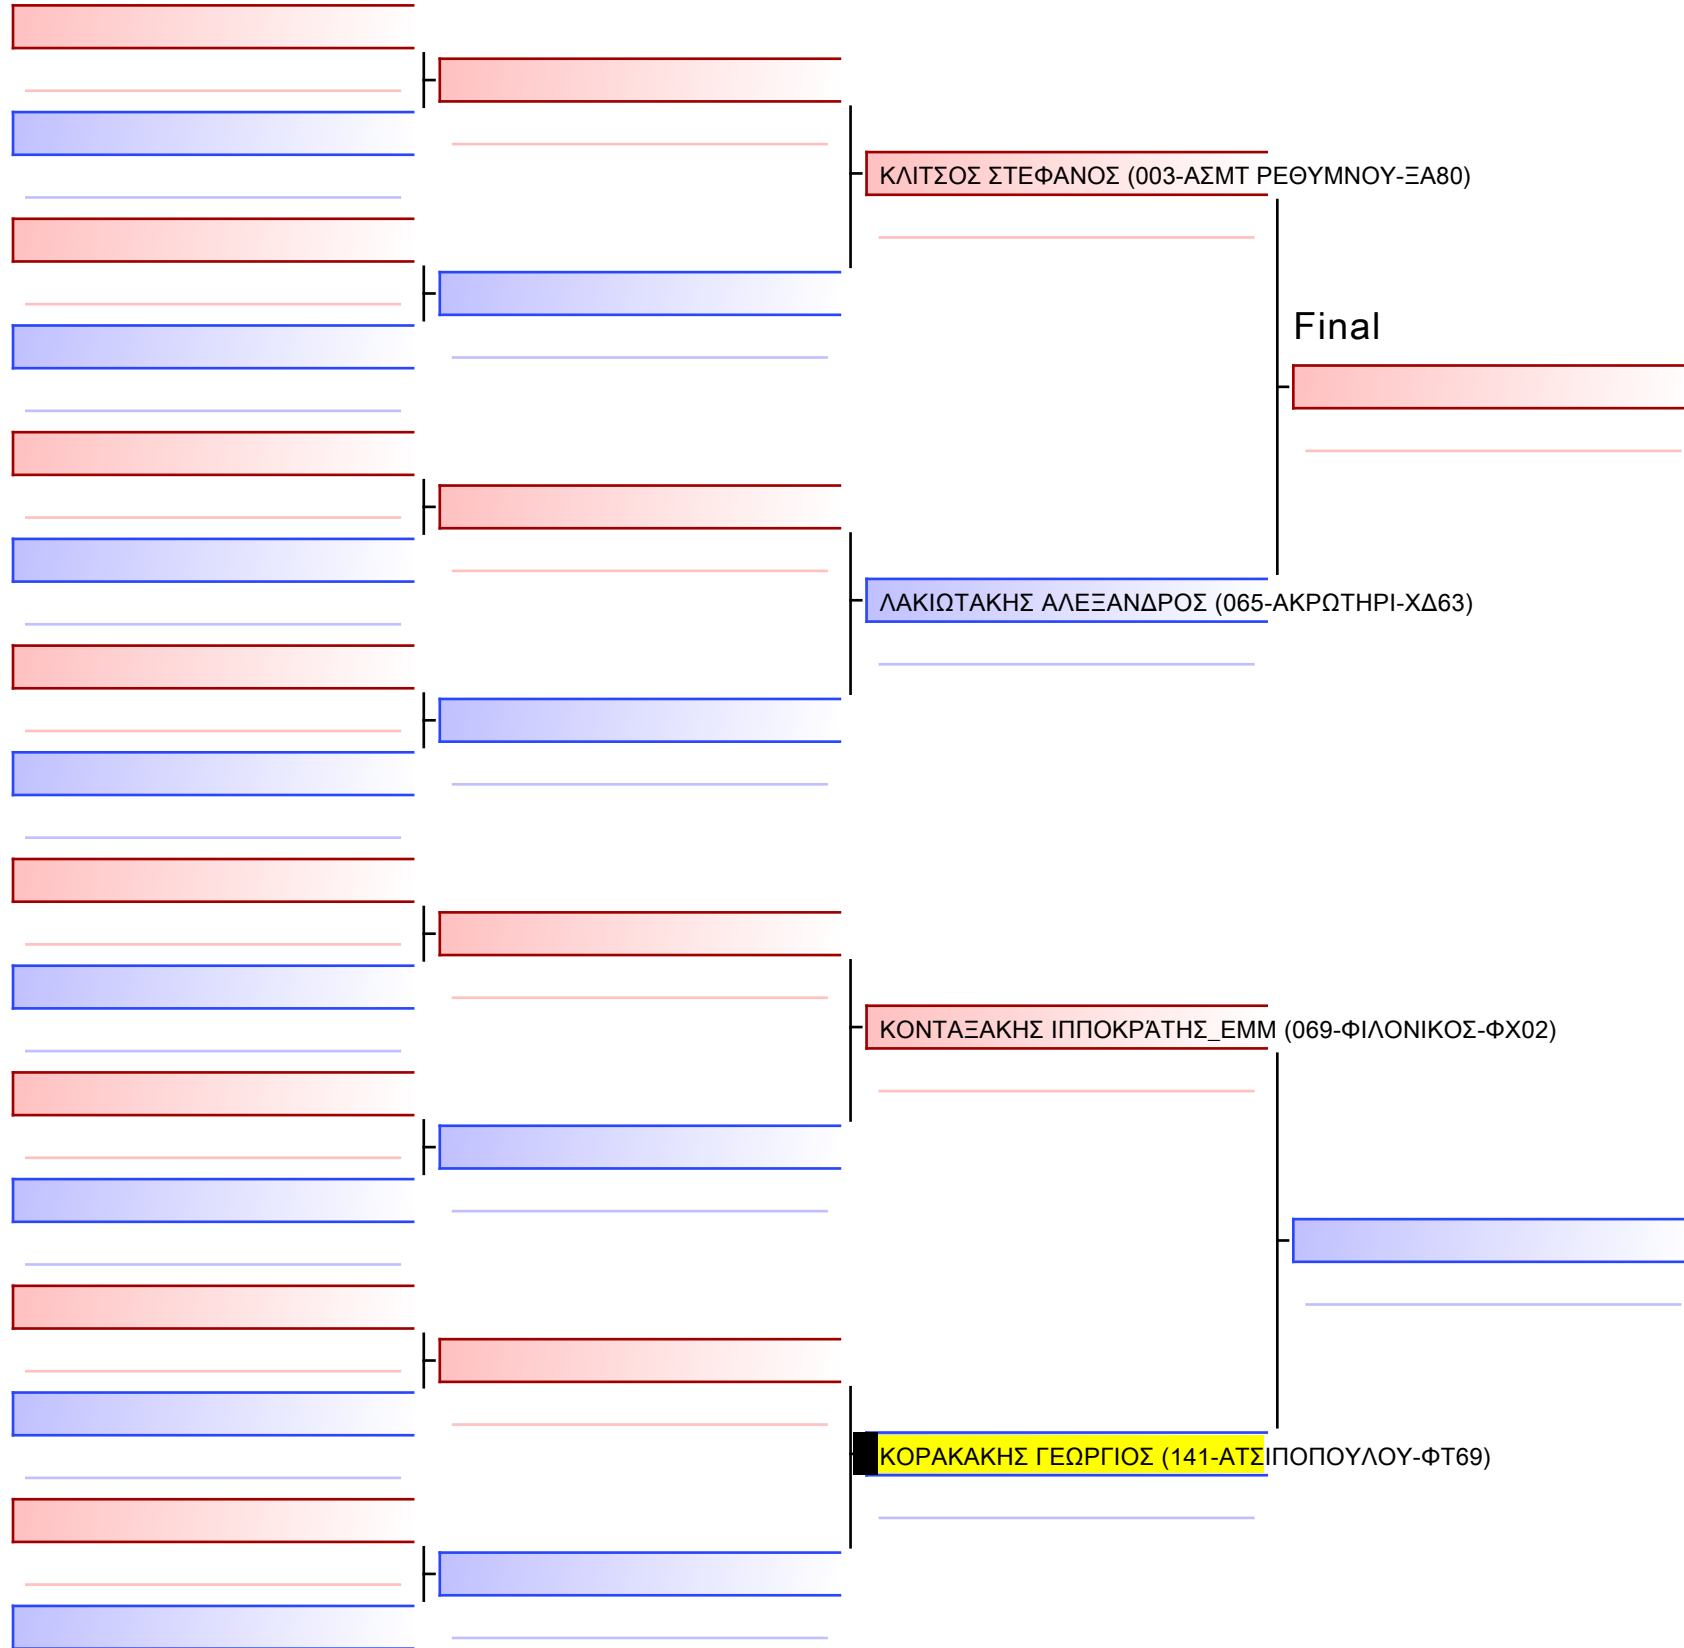 ΚΛΙΤΣΟΣ ΣΤΕΦΑΝΟΣ (003-ΑΣΜΤ ΡΕΘΥΜΝΟΥ-ΞΑ80)
Final
ΛΑΚΙΩΤΑΚΗΣ ΑΛΕΞΑΝΔΡΟΣ (065-ΑΚΡΩΤΗΡΙ-ΧΔ63)
ΚΟΝΤΑΞΑΚΗΣ ΙΠΠΟΚΡΆΤΗΣ_ΕΜΜ (069-ΦΙΛΟΝΙΚΟΣ-ΦΧ02)
ΚΟΡΑΚΑΚΗΣ ΓΕΩΡΓΙΟΣ (141-ΑΤΣΙΠΟΠΟΥΛΟΥ-ΦΤ69)